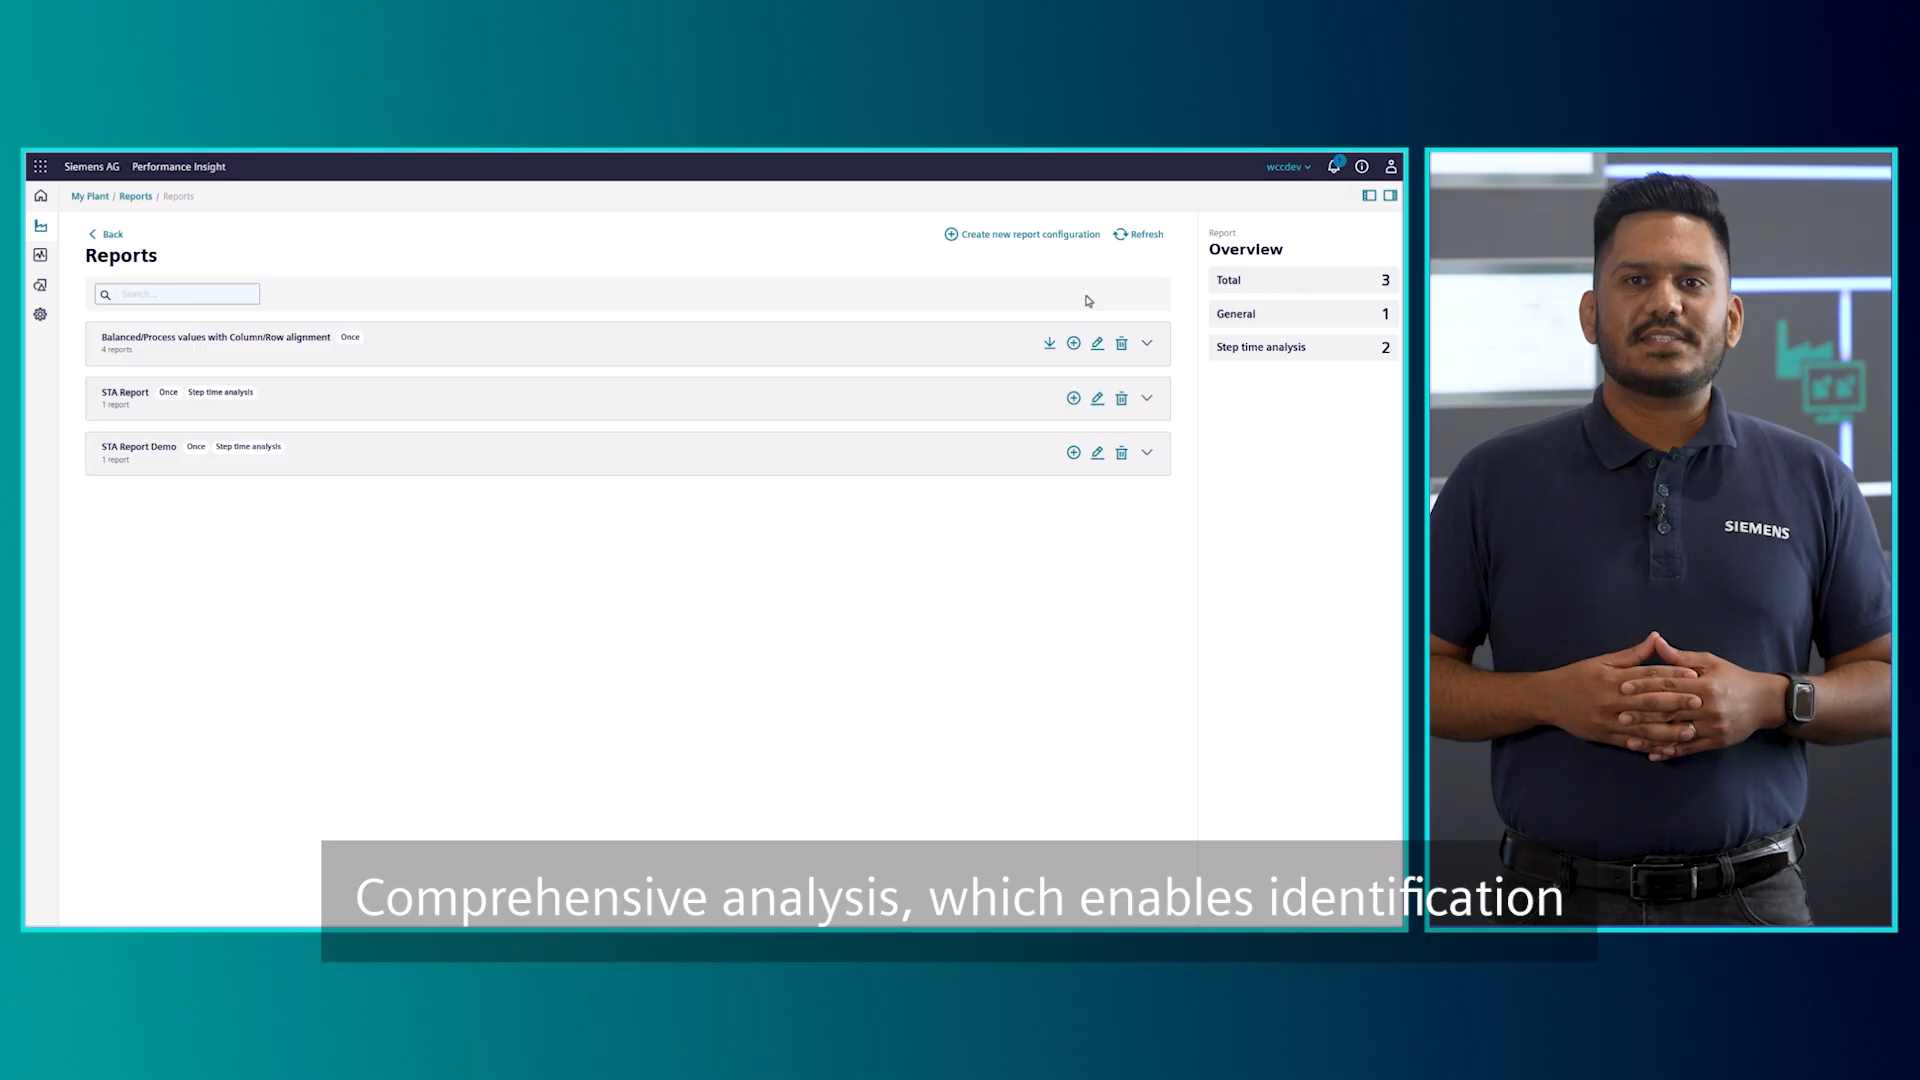 Siemens AG Performance Insight wccdev
My Plant / Reports / Reports
Back
Create new report configuration Refresh
Reports
Search...
Balanced/Process values with Column/Row alignment Once
4 reports
STA Report Once Step time analysis
1 report
STA Report Demo Once Step time analysis
1 report
Report
Overview
Total 3
General 1
Step time analysis 2
SIEMENS
Comprehensive analysis, which enables identification